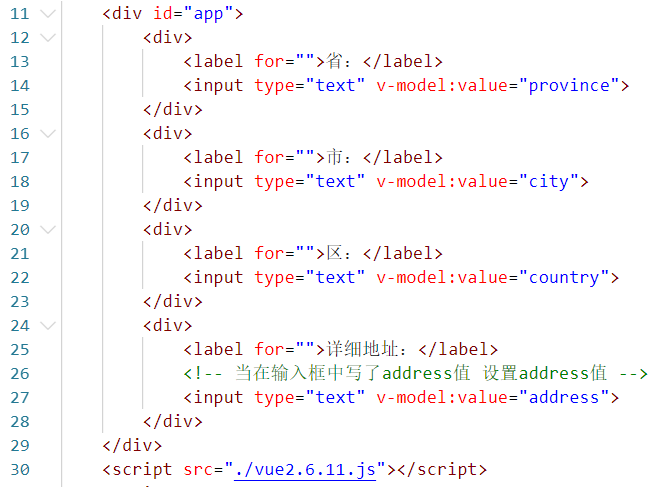 11 <div id="app">
12 <div>
13 <label for="">省：</label>
14 <input type="text" v-model:value="province">
15 </div>
16 <div>
17 <label for="">市：</label>
18 <input type="text" v-model:value="city">
19 </div>
20 <div>
21 <label for="">区：</label>
22 <input type="text" v-model:value="country">
23 </div>
24 <div>
25 <label for="">详细地址：</label>
26 <!-- 当在输入框中写了address值 设置address值 -->
27 <input type="text" v-model:value="address">
28 </div>
29 </div>
30 <script src="./vue2.6.11.js"></script>